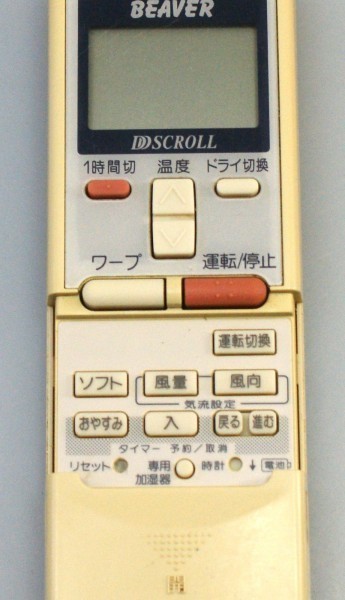 BEAVER
DDSCROLL
1時間切 温度 ドライ切換
ワープ 運転/停止
運転切換
ソフト 風量 風向
気流設定
おやすみ 入 戻る 進む
タイマー 予約/取消
リセット 専用 時計 ↓ 電池
加湿器